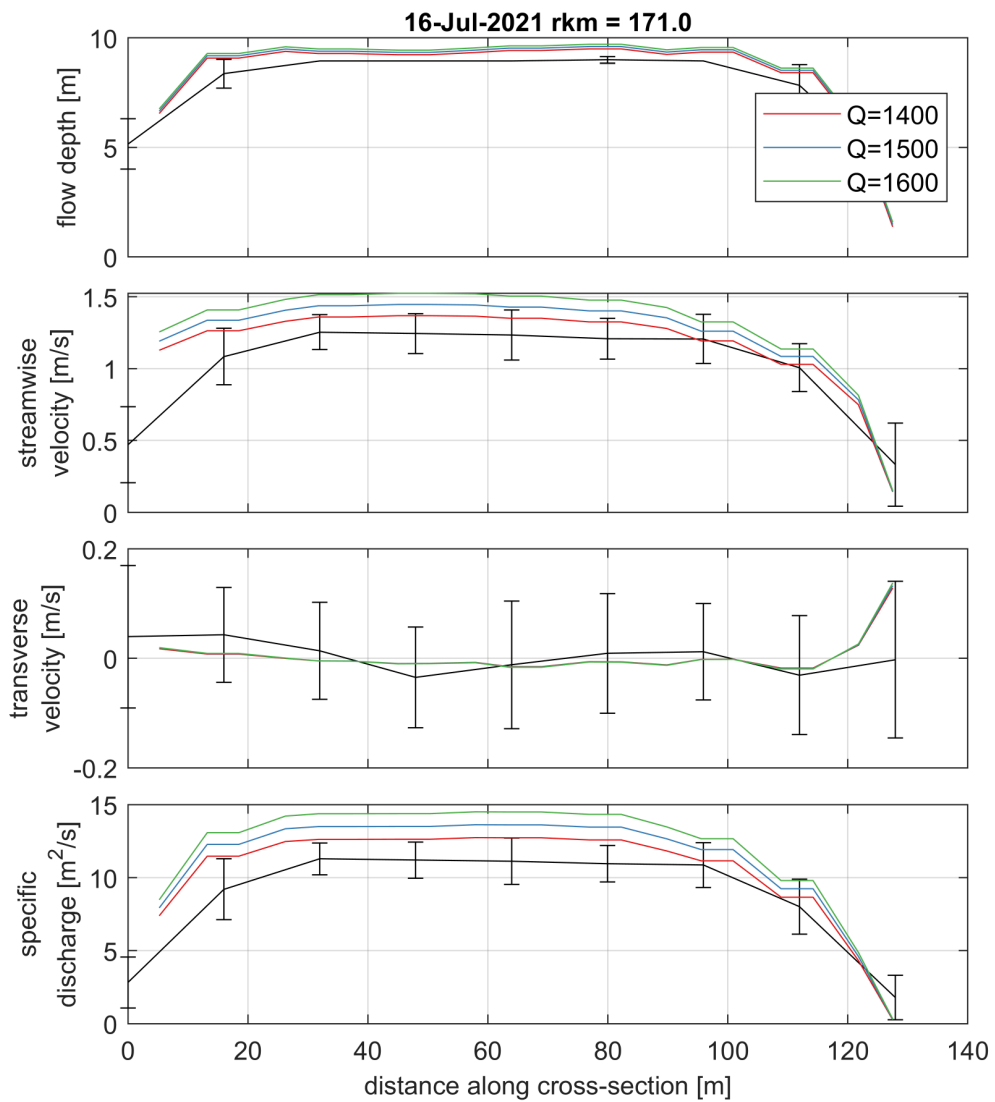 16-Jul-2021 rkm = 171.0
10
5
0
flow depth [m]
Q=1400
Q=1500
Q=1600
1.5
1
0.5
0
streamwise
velocity [m/s]
0.2
0
-0.2
transverse
velocity [m/s]
15
10
5
0
specific
discharge [m²/s]
0 20 40 60 80 100 120 140
distance along cross-section [m]